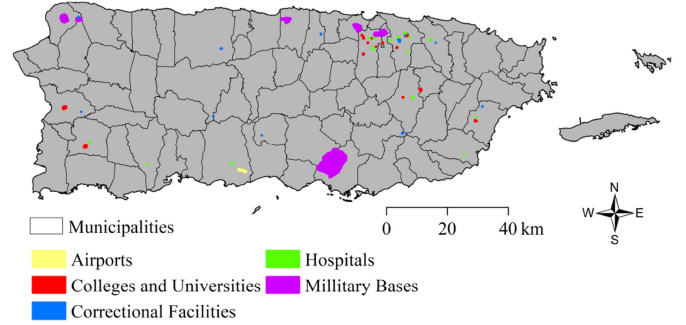 N
W E
S
0 20 40 km
Municipalities
Airports
Hospitals
Colleges and Universities
Millitary Bases
Correctional Facilities